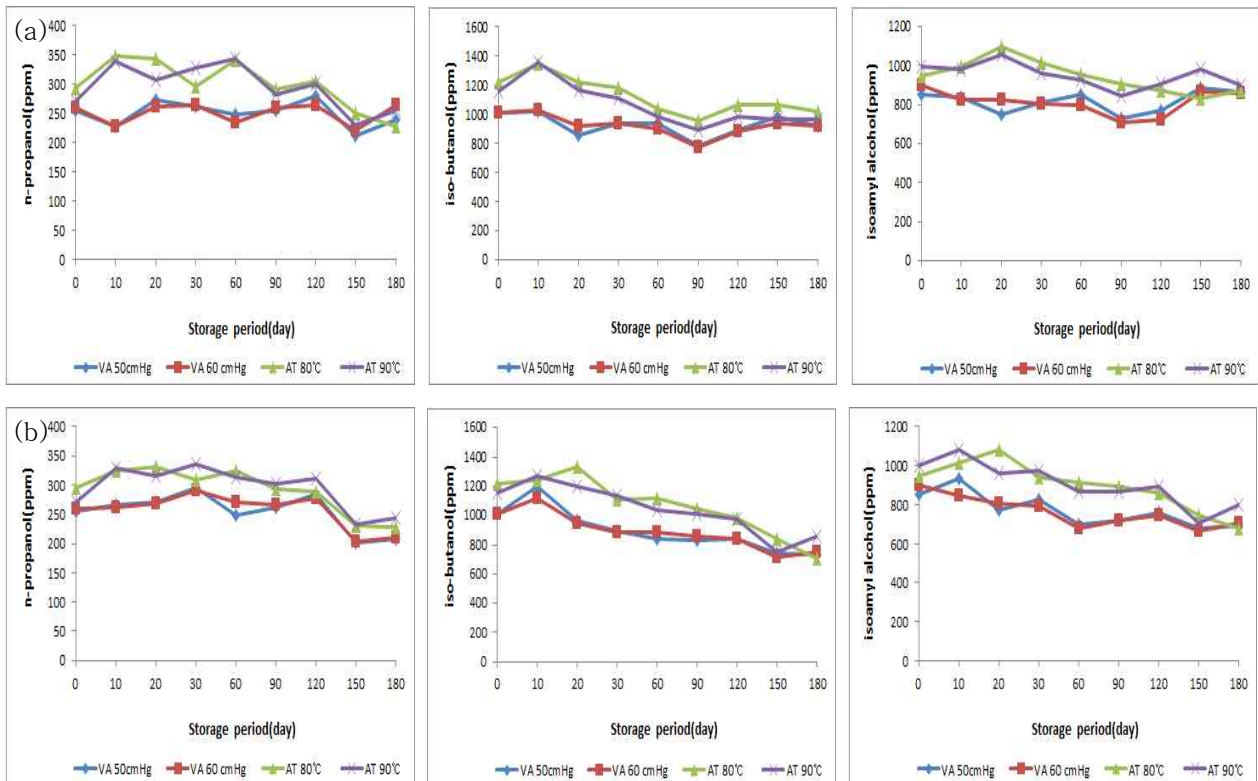 (a)
n-propanol(ppm)
400
350
300
250
200
150
100
50
0
0 10 20 30 60 90 120 150 180
Storage period(day)
VA 50cmHg VA 60 cmHg AT 80℃ AT 90℃
iso-butanol(ppm)
1600
1400
1200
1000
800
600
400
200
0
0 10 20 30 60 90 120 150 180
Storage period(day)
VA 50cmHg VA 60 cmHg AT 80℃ AT 90℃
isoamyl alcohol(ppm)
1200
1000
800
600
400
200
0
0 10 20 30 60 90 120 150 180
Storage period(day)
VA 50cmHg VA 60 cmHg AT 80℃ AT 90℃
(b)
n-propanol(ppm)
400
350
300
250
200
150
100
50
0
0 10 20 30 60 90 120 150 180
Storage period(day)
VA 50cmHg VA 60 cmHg AT 80℃ AT 90℃
iso-butanol(ppm)
1600
1400
1200
1000
800
600
400
200
0
0 10 20 30 60 90 120 150 180
Storage period(day)
VA 50cmHg VA 60 cmHg AT 80℃ AT 90℃
isoamyl alcohol(ppm)
1200
1000
800
600
400
200
0
0 10 20 30 60 90 120 150 180
Storage period(day)
VA 50cmHg VA 60 cmHg AT 80℃ AT 90℃